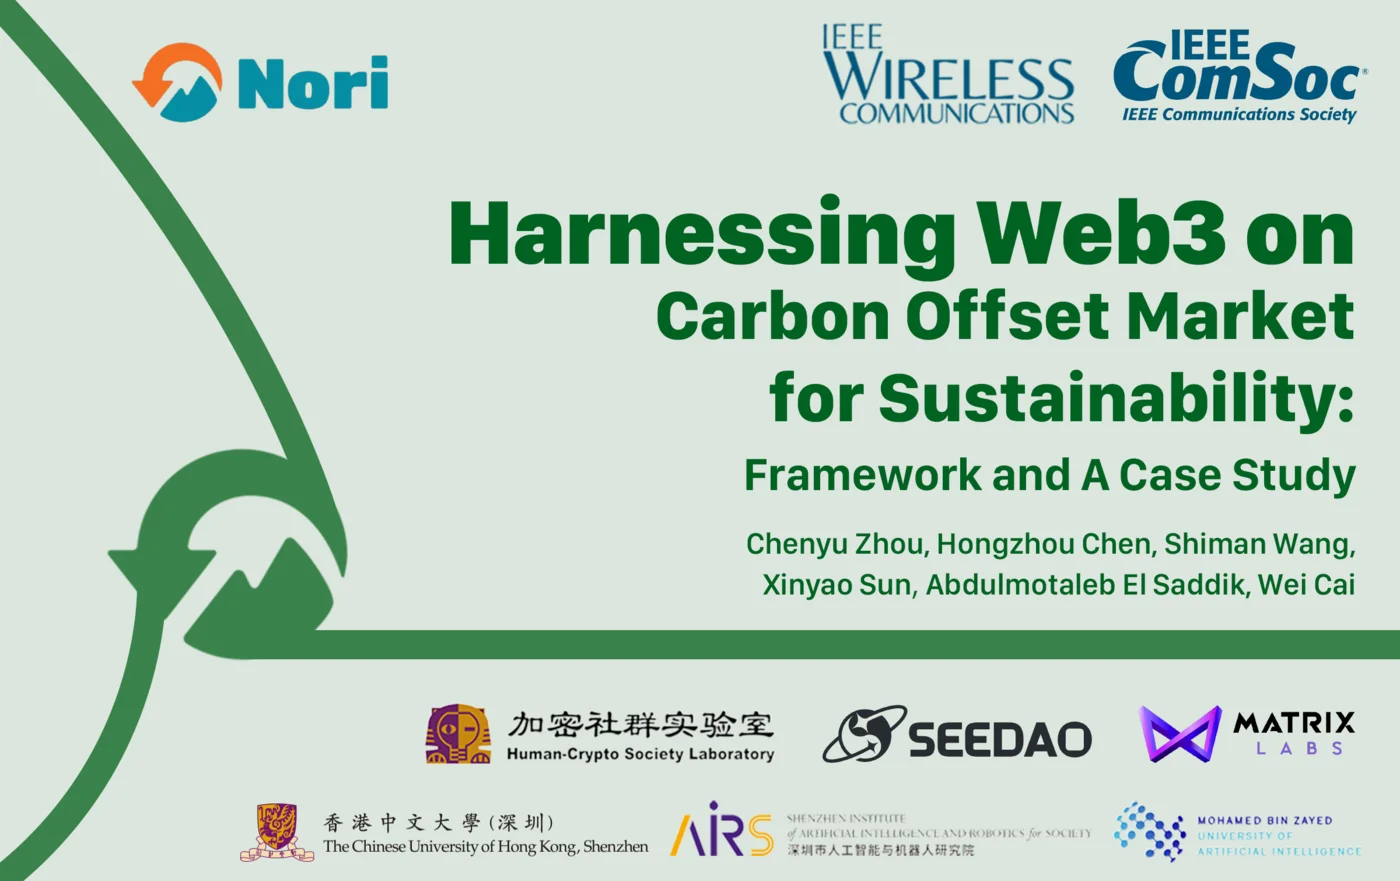 Nori
IEEE
WIRELESS
COMMUNICATIONS
IEEE
ComSoc®
IEEE Communications Society
Harnessing Web3 on
Carbon Offset Market
for Sustainability:
Framework and A Case Study
Chenyu Zhou, Hongzhou Chen, Shiman Wang,
Xinyao Sun, Abdulmotaleb El Saddik, Wei Cai
加密社群实验室
Human-Crypto Society Laboratory
SEEDAO
MATRIX
LABS
香港中文大學(深圳)
The Chinese University of Hong Kong, Shenzhen
AIRS
SHENZHEN INSTITUTE
of ARTIFICIAL INTELLIGENCE AND ROBOTICS for SOCIETY
深圳市人工智能与机器人研究院
MOHAMED BIN ZAYED
UNIVERSITY OF
ARTIFICIAL INTELLIGENCE